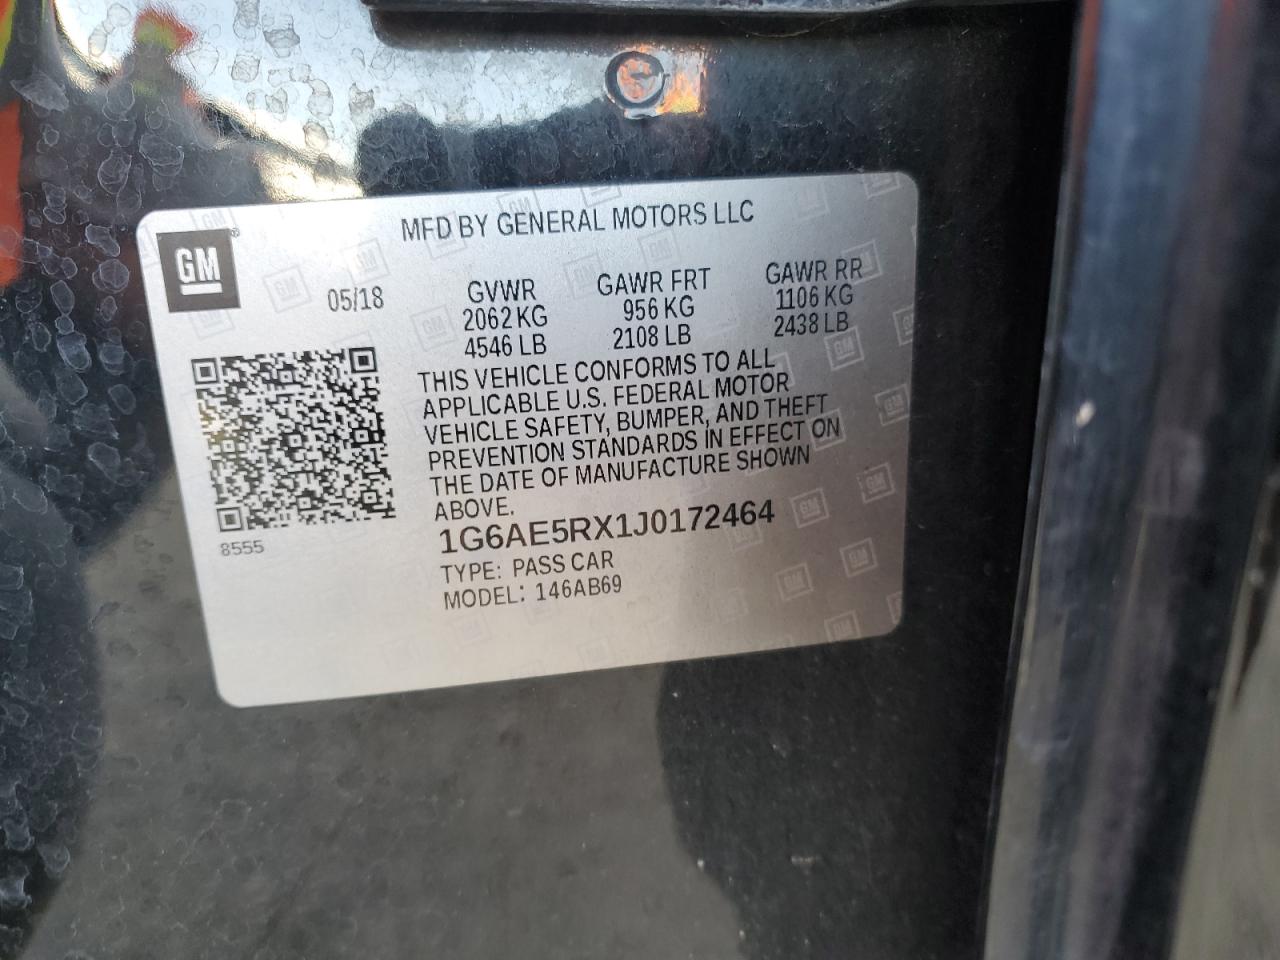 MFD BY GENERAL MOTORS LLC
GM
05/18
GVWR
2062 KG
4546 LB
GAWR FRT
956 KG
2108 LB
GAWR RR
1106 KG
2438 LB
THIS VEHICLE CONFORMS TO ALL
APPLICABLE U.S. FEDERAL MOTOR
VEHICLE SAFETY, BUMPER, AND THEFT
PREVENTION STANDARDS IN EFFECT ON
THE DATE OF MANUFACTURE SHOWN
ABOVE.
1G6AE5RX1J0172464
TYPE: PASS CAR
MODEL: 146AB69
8555